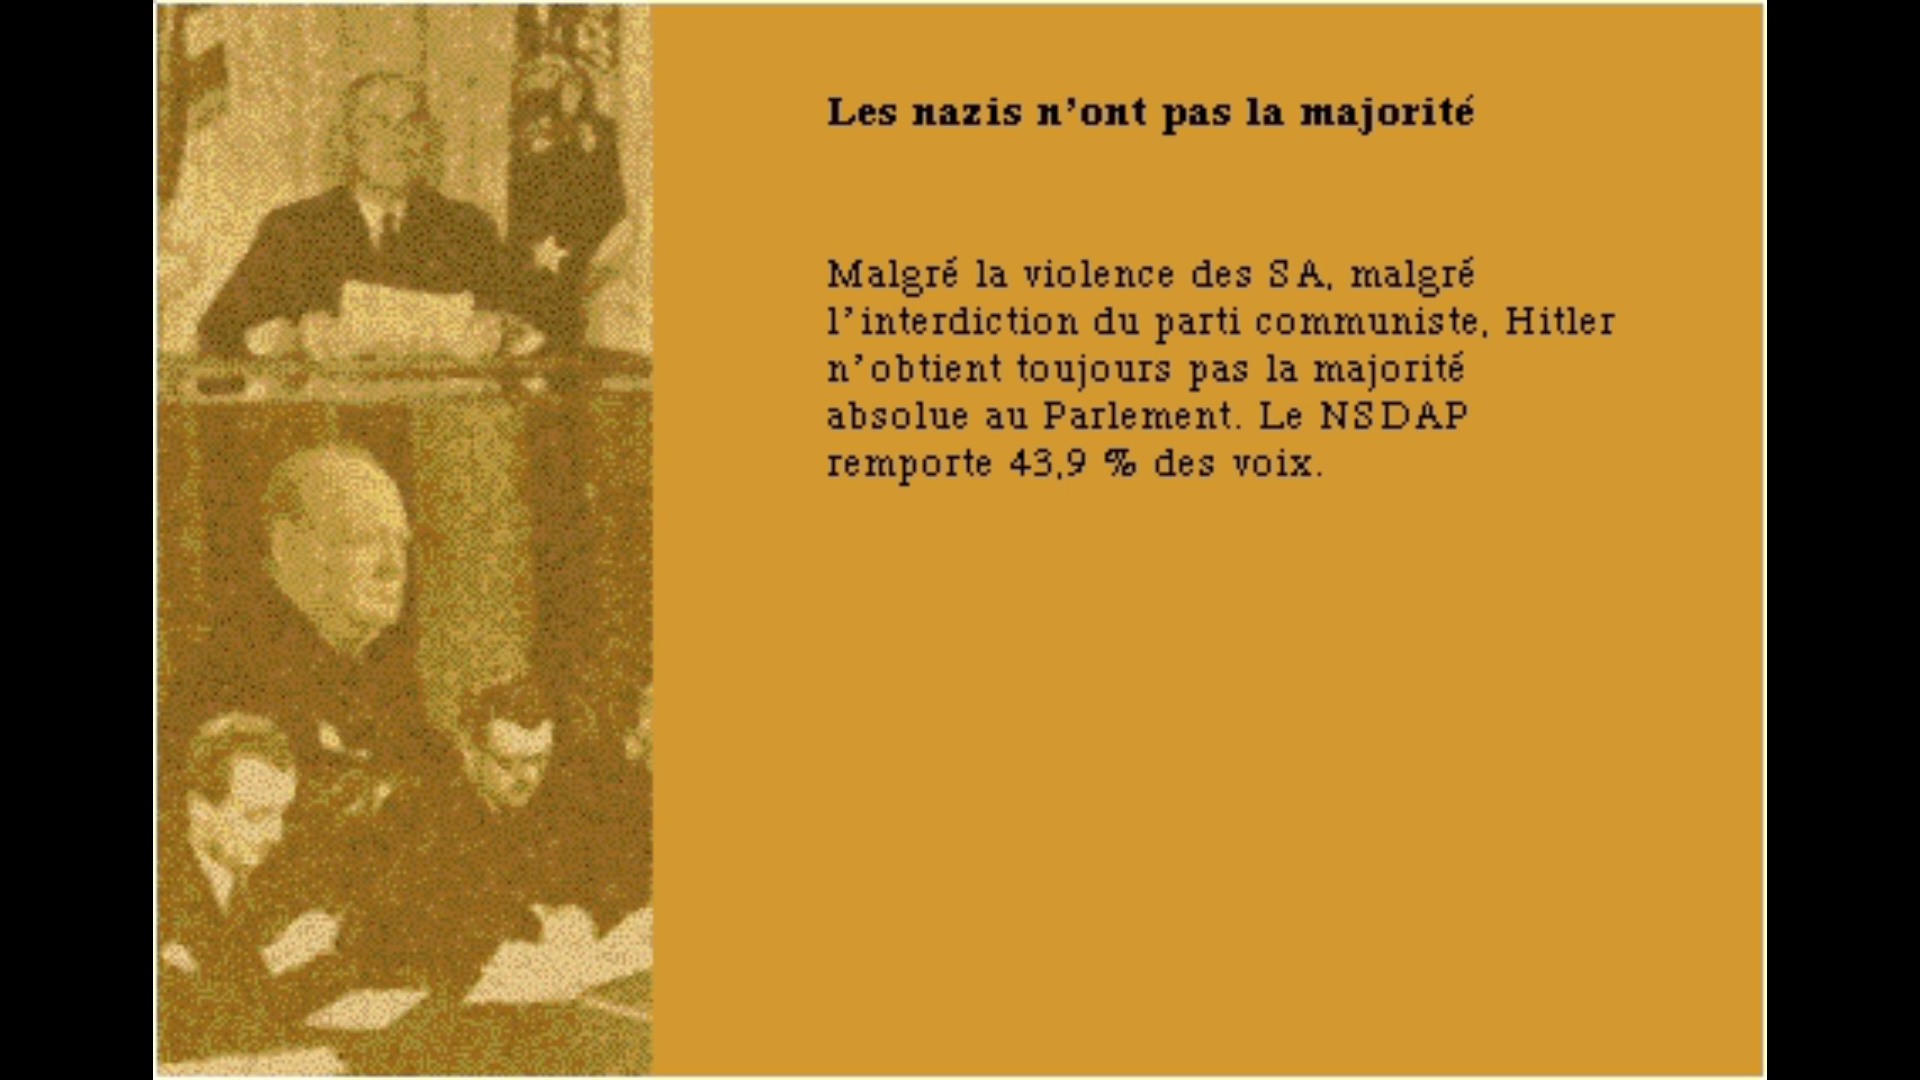 Les nazis n’ont pas la majorité
Malgré la violence des SA, malgré
l’interdiction du parti communiste, Hitler
n’obtient toujours pas la majorité
absolue au Parlement. Le NSDAP
remporte 43,9 % des voix.